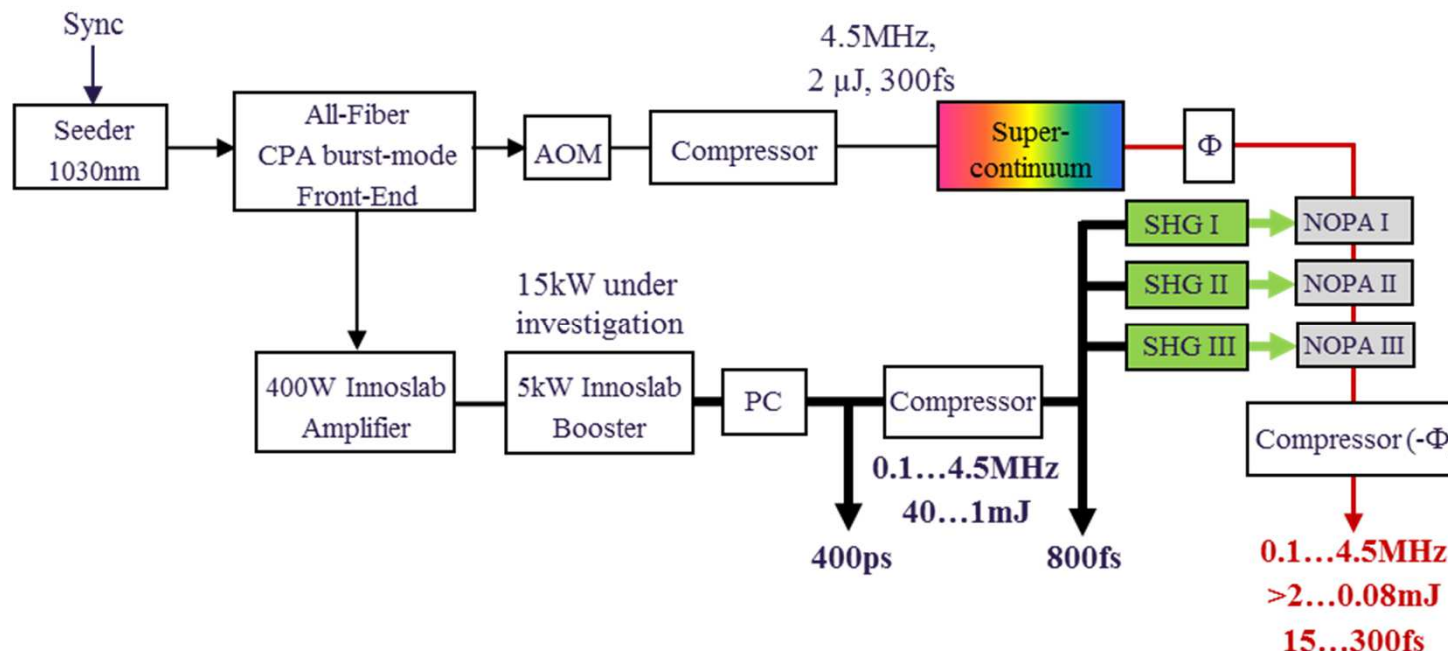 Sync
Seeder
1030nm
All-Fiber
CPA burst-mode
Front-End
AOM
Compressor
4.5MHz,
2 µJ, 300fs
Super-
continuum
Φ
SHG I
NOPA I
SHG II
NOPA II
SHG III
NOPA III
400W Innoslab
Amplifier
15kW under
investigation
5kW Innoslab
Booster
PC
Compressor
0.1…4.5MHz
40…1mJ
400ps
800fs
Compressor (-Φ
0.1…4.5MHz
>2…0.08mJ
15…300fs